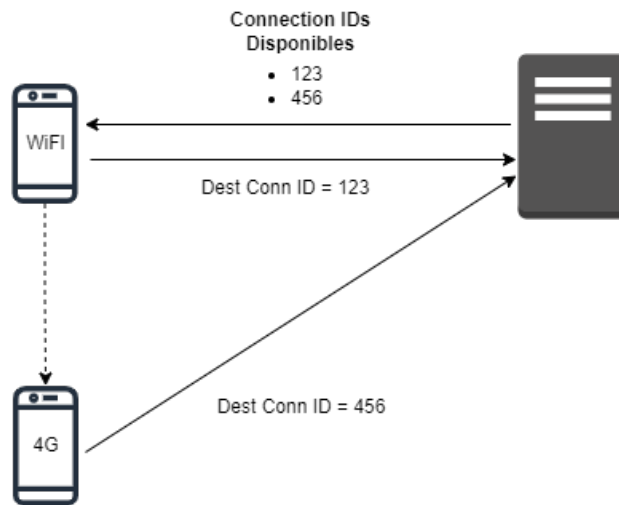 Connection IDs
Disponibles
• 123
• 456
WiFI
Dest Conn ID = 123
Dest Conn ID = 456
4G